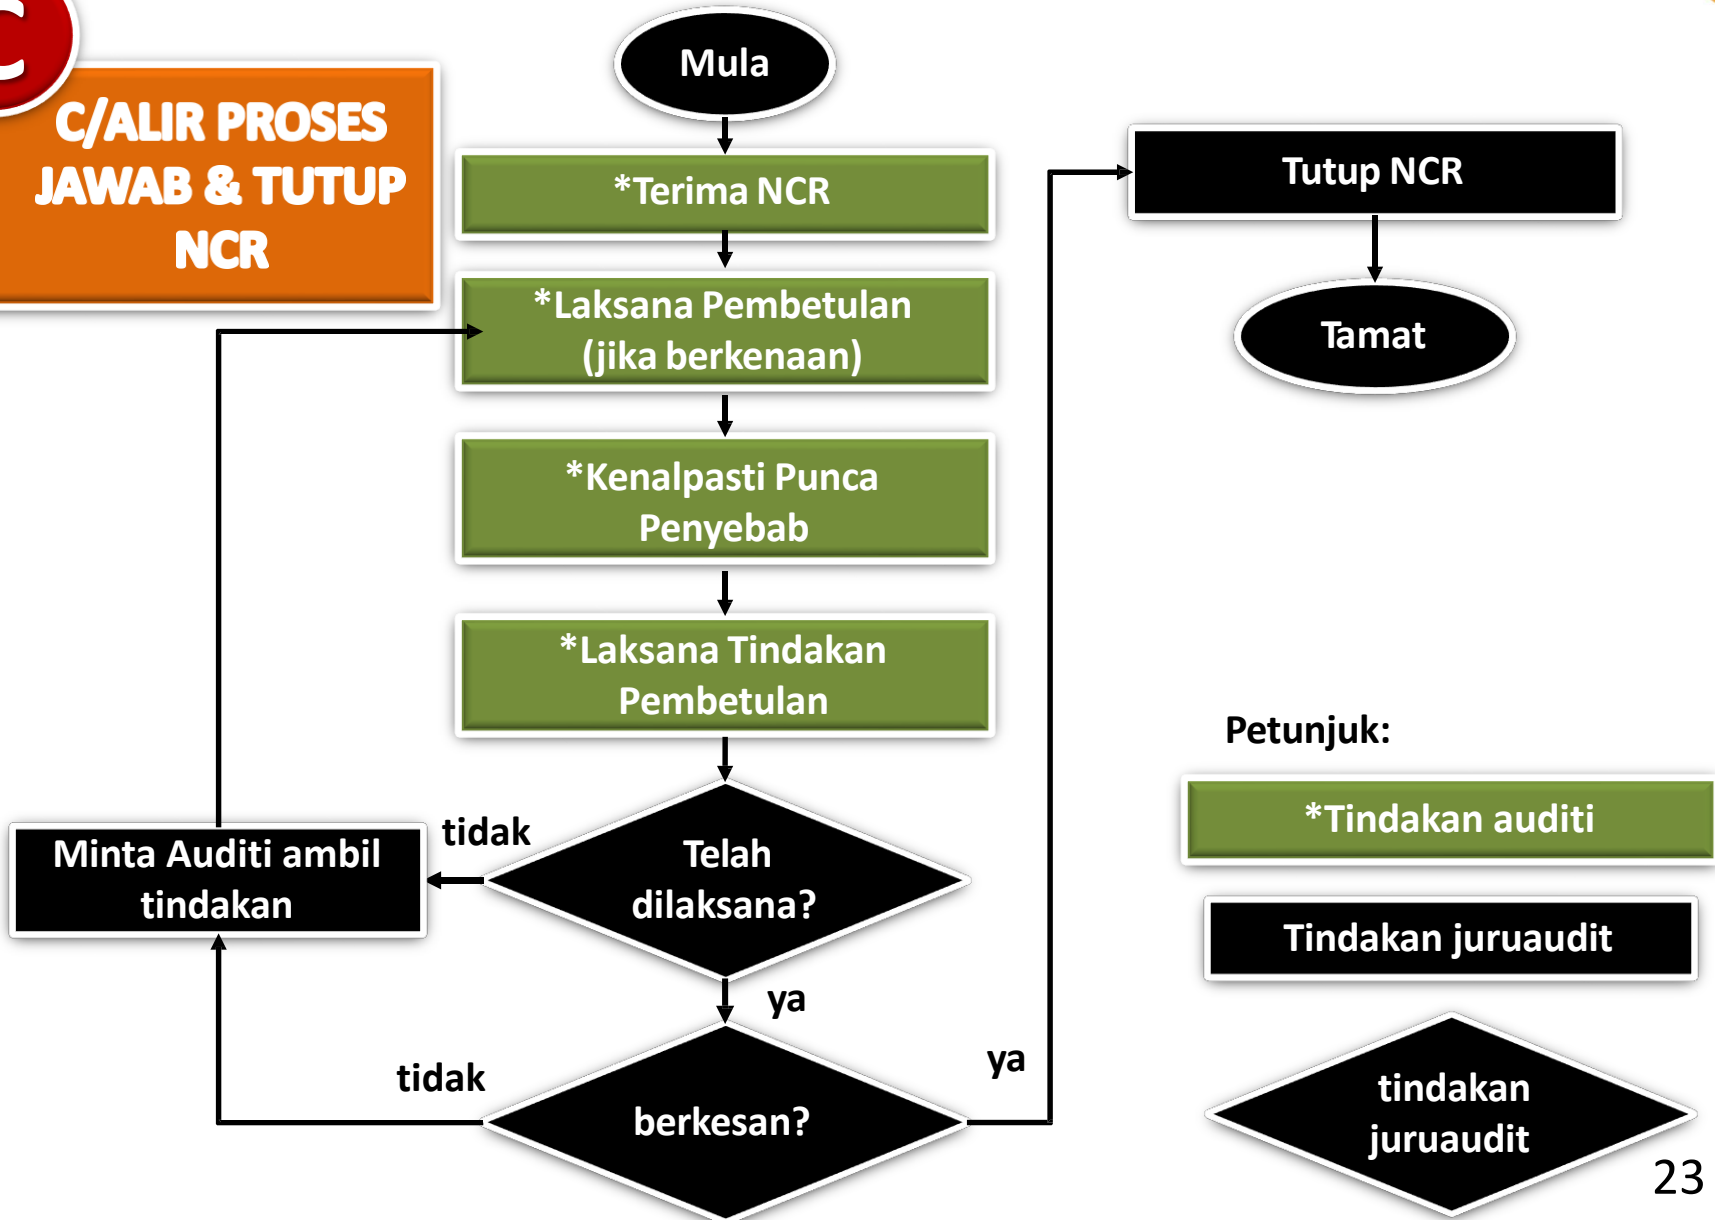 C
C/ALIR PROSES
JAWAB & TUTUP
NCR
Mula
*Terima NCR
*Laksana Pembetulan
(jika berkenaan)
*Kenalpasti Punca
Penyebab
*Laksana Tindakan
Pembetulan
Telah
dilaksana?
tidak
Minta Auditi ambil
tindakan
ya
berkesan?
tidak
ya
Tutup NCR
Tamat
Petunjuk:
*Tindakan auditi
Tindakan juruaudit
tindakan
juruaudit
23